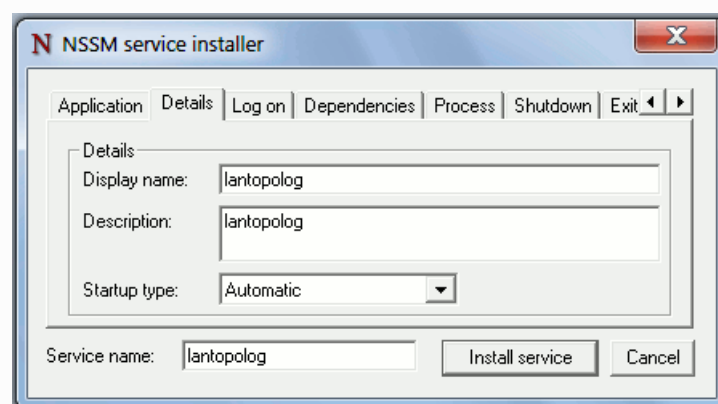 NSSM service installer
Application Details Log on Dependencies Process Shutdown Exit
Details
Display name: lantopolog
Description: lantopolog
Startup type: Automatic
Service name: lantopolog Install service Cancel